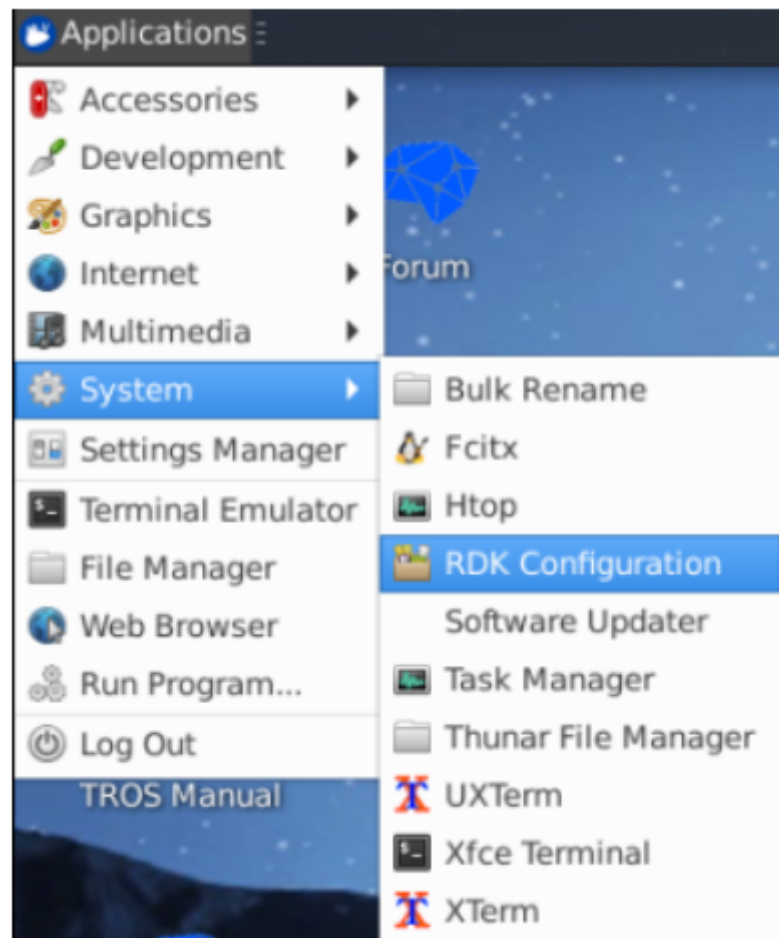 Applications
Accessories
Development
Graphics
Internet
Multimedia
System
Settings Manager
Terminal Emulator
File Manager
Web Browser
Run Program...
Log Out
Forum
Bulk Rename
Fcitx
Htop
RDK Configuration
Software Updater
Task Manager
Thunar File Manager
UXTerm
Xfce Terminal
XTerm
TROS Manual